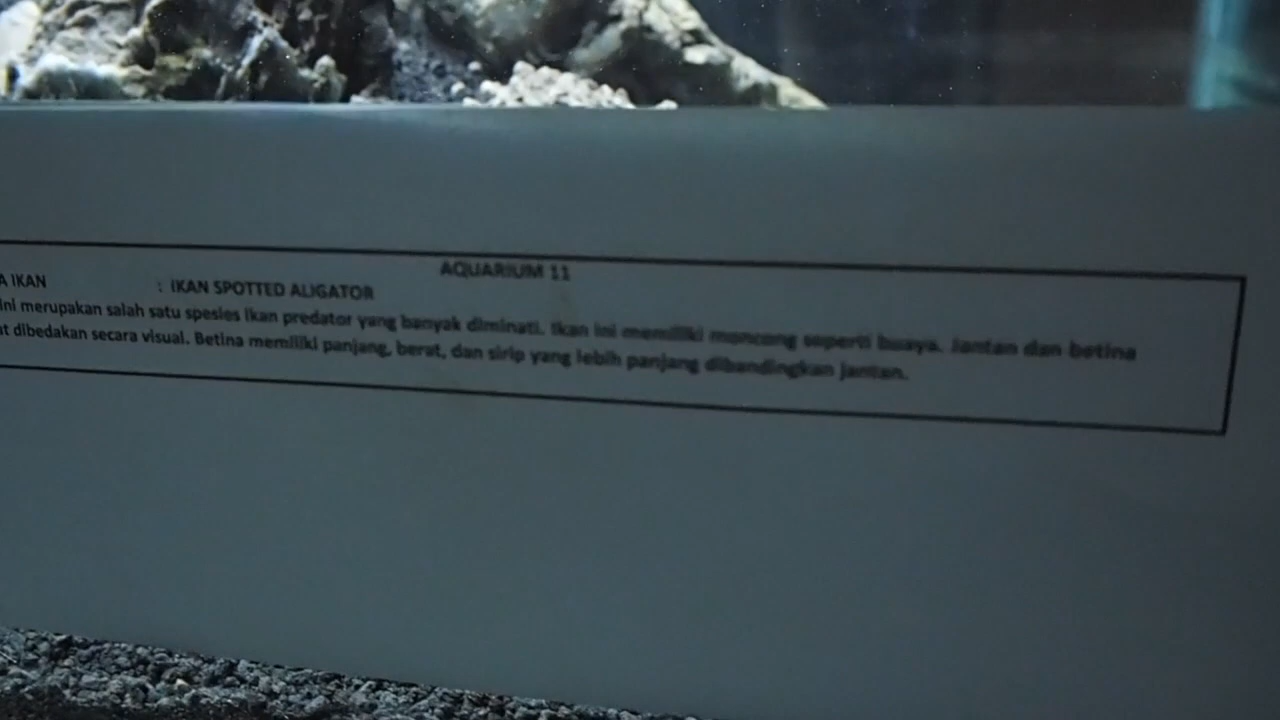 AQUARIUM 11
A IKAN : IKAN SPOTTED ALIGATOR
ini merupakan salah satu spesies ikan predator yang banyak diminati. Ikan ini memiliki moncong seperti buaya. Jantan dan betina
at dibedakan secara visual. Betina memiliki panjang, berat, dan sirip yang lebih panjang dibandingkan jantan.